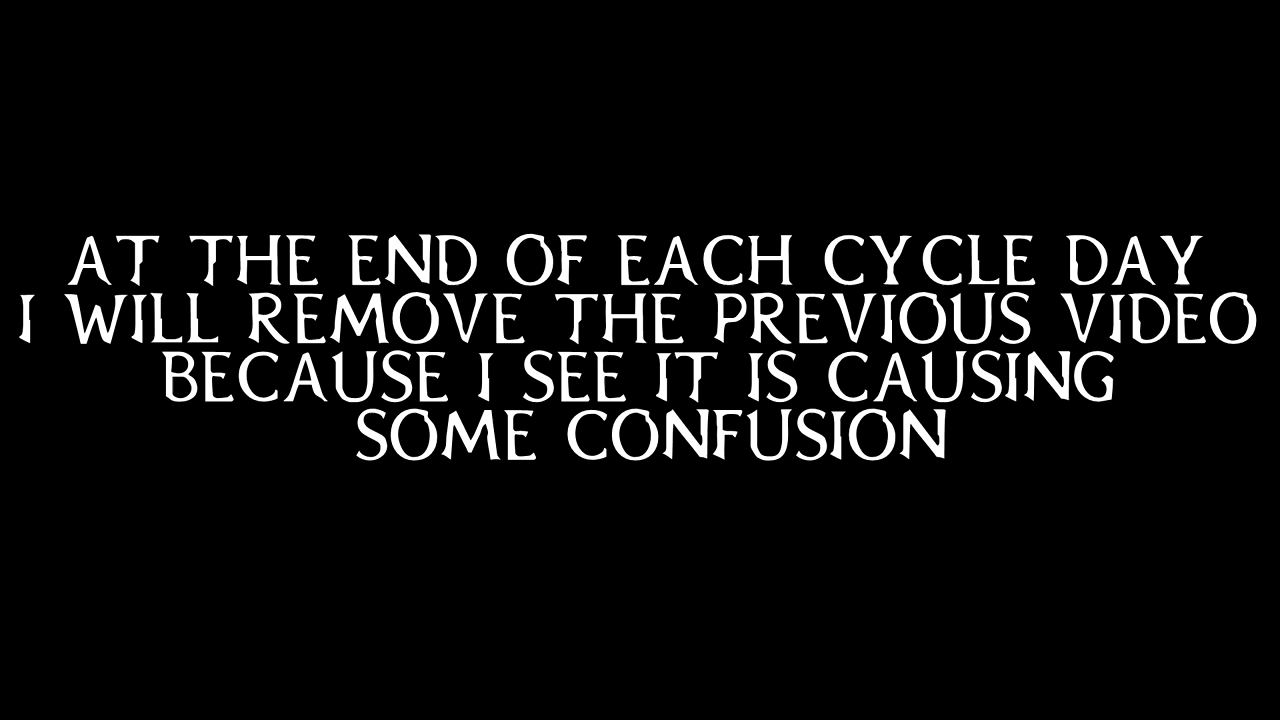 AT THE END OF EACH CYCLE DAY
I WILL REMOVE THE PREVIOUS VIDEO
BECAUSE I SEE IT IS CAUSING
SOME CONFUSION